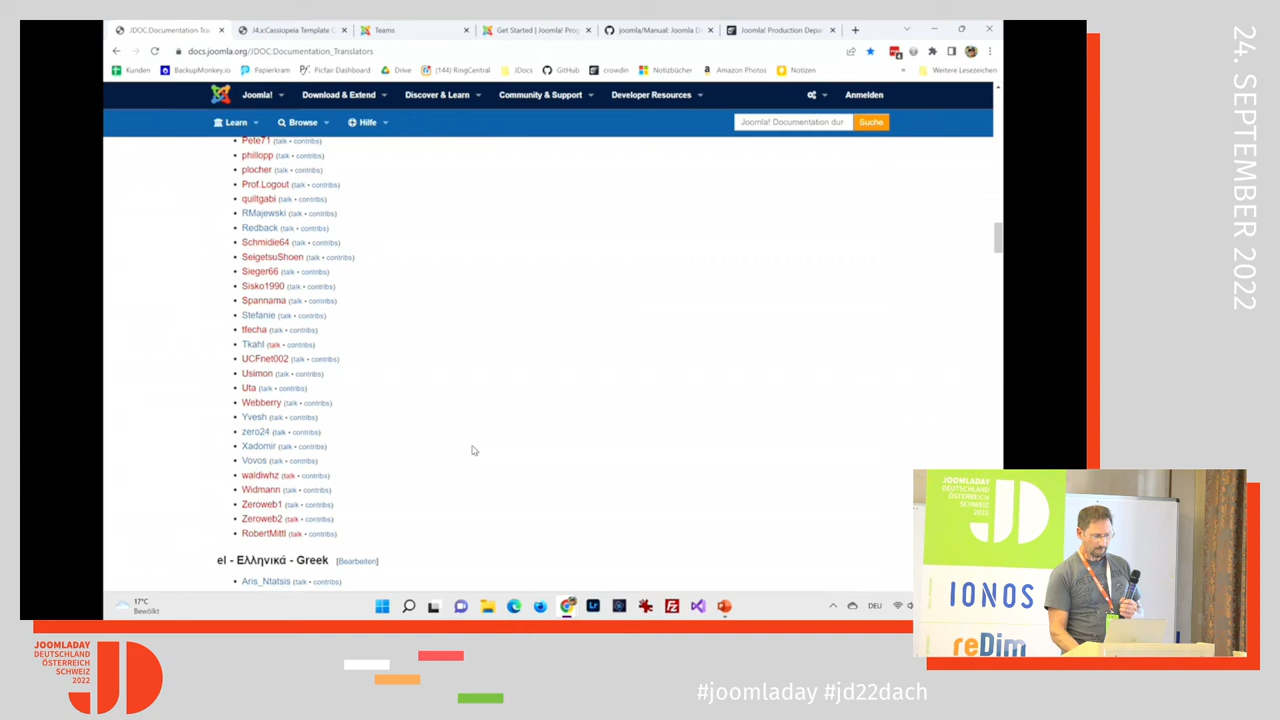 JDOC:Documentation Tra
J4.x:Cassiopeia Template C
Teams
Get Started | Joomla! Prog
joomla/Manual: Joomla D
Joomla! Production Depa
docs.joomla.org/JDOC:Documentation_Translators
Kunden
BackupMonkey.io
Papierkram
Picfair Dashboard
Drive
(144) RingCentral
JDocs
GitHub
crowdin
Notizbücher
Amazon Photos
Notizen
»
Weitere Lesezeichen
Joomla!
Download & Extend
Discover & Learn
Community & Support
Developer Resources
Anmelden
Learn
Browse
Hilfe
Joomla! Documentation dur
Suche
• Pete71 (talk • contribs)
• phillopp (talk • contribs)
• plocher (talk • contribs)
• Prof.Logout (talk • contribs)
• quiltgabi (talk • contribs)
• RMajewski (talk • contribs)
• Redback (talk • contribs)
• Schmidie64 (talk • contribs)
• SeigetsuShoen (talk • contribs)
• Sieger66 (talk • contribs)
• Sisko1990 (talk • contribs)
• Spannama (talk • contribs)
• Stefanie (talk • contribs)
• tfecha (talk • contribs)
• Tkahl (talk • contribs)
• UCFnet002 (talk • contribs)
• Usimon (talk • contribs)
• Uta (talk • contribs)
• Webberry (talk • contribs)
• Yvesh (talk • contribs)
• zero24 (talk • contribs)
• Xadomir (talk • contribs)
• Vovos (talk • contribs)
• waldiwhz (talk • contribs)
• Widmann (talk • contribs)
• Zeroweb1 (talk • contribs)
• Zeroweb2 (talk • contribs)
• RobertMittl (talk • contribs)
el - Ελληνικά - Greek [Bearbeiten]
• Aris_Ntatsis (talk • contribs)
17°C
Bewölkt
DEU
24. SEPTEMBER 2022
JOOMLADAY
DEUTSCHLAND
ÖSTERREICH
SCHWEIZ
2022
JD
IONOS
reDim
JOOMLADAY
DEUTSCHLAND
ÖSTERREICH
SCHWEIZ
2022
JD
#joomladay #jd22dach